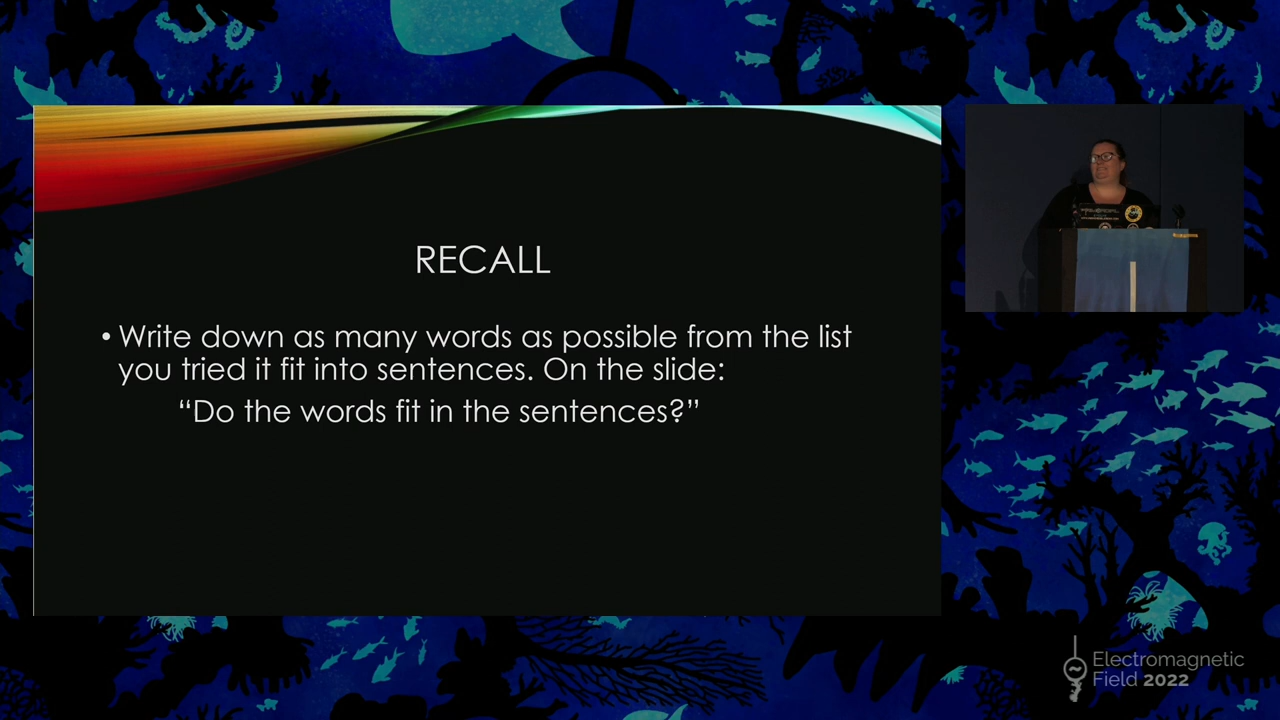 RECALL
• Write down as many words as possible from the list
you tried it fit into sentences. On the slide:
“Do the words fit in the sentences?”
Electromagnetic
Field 2022